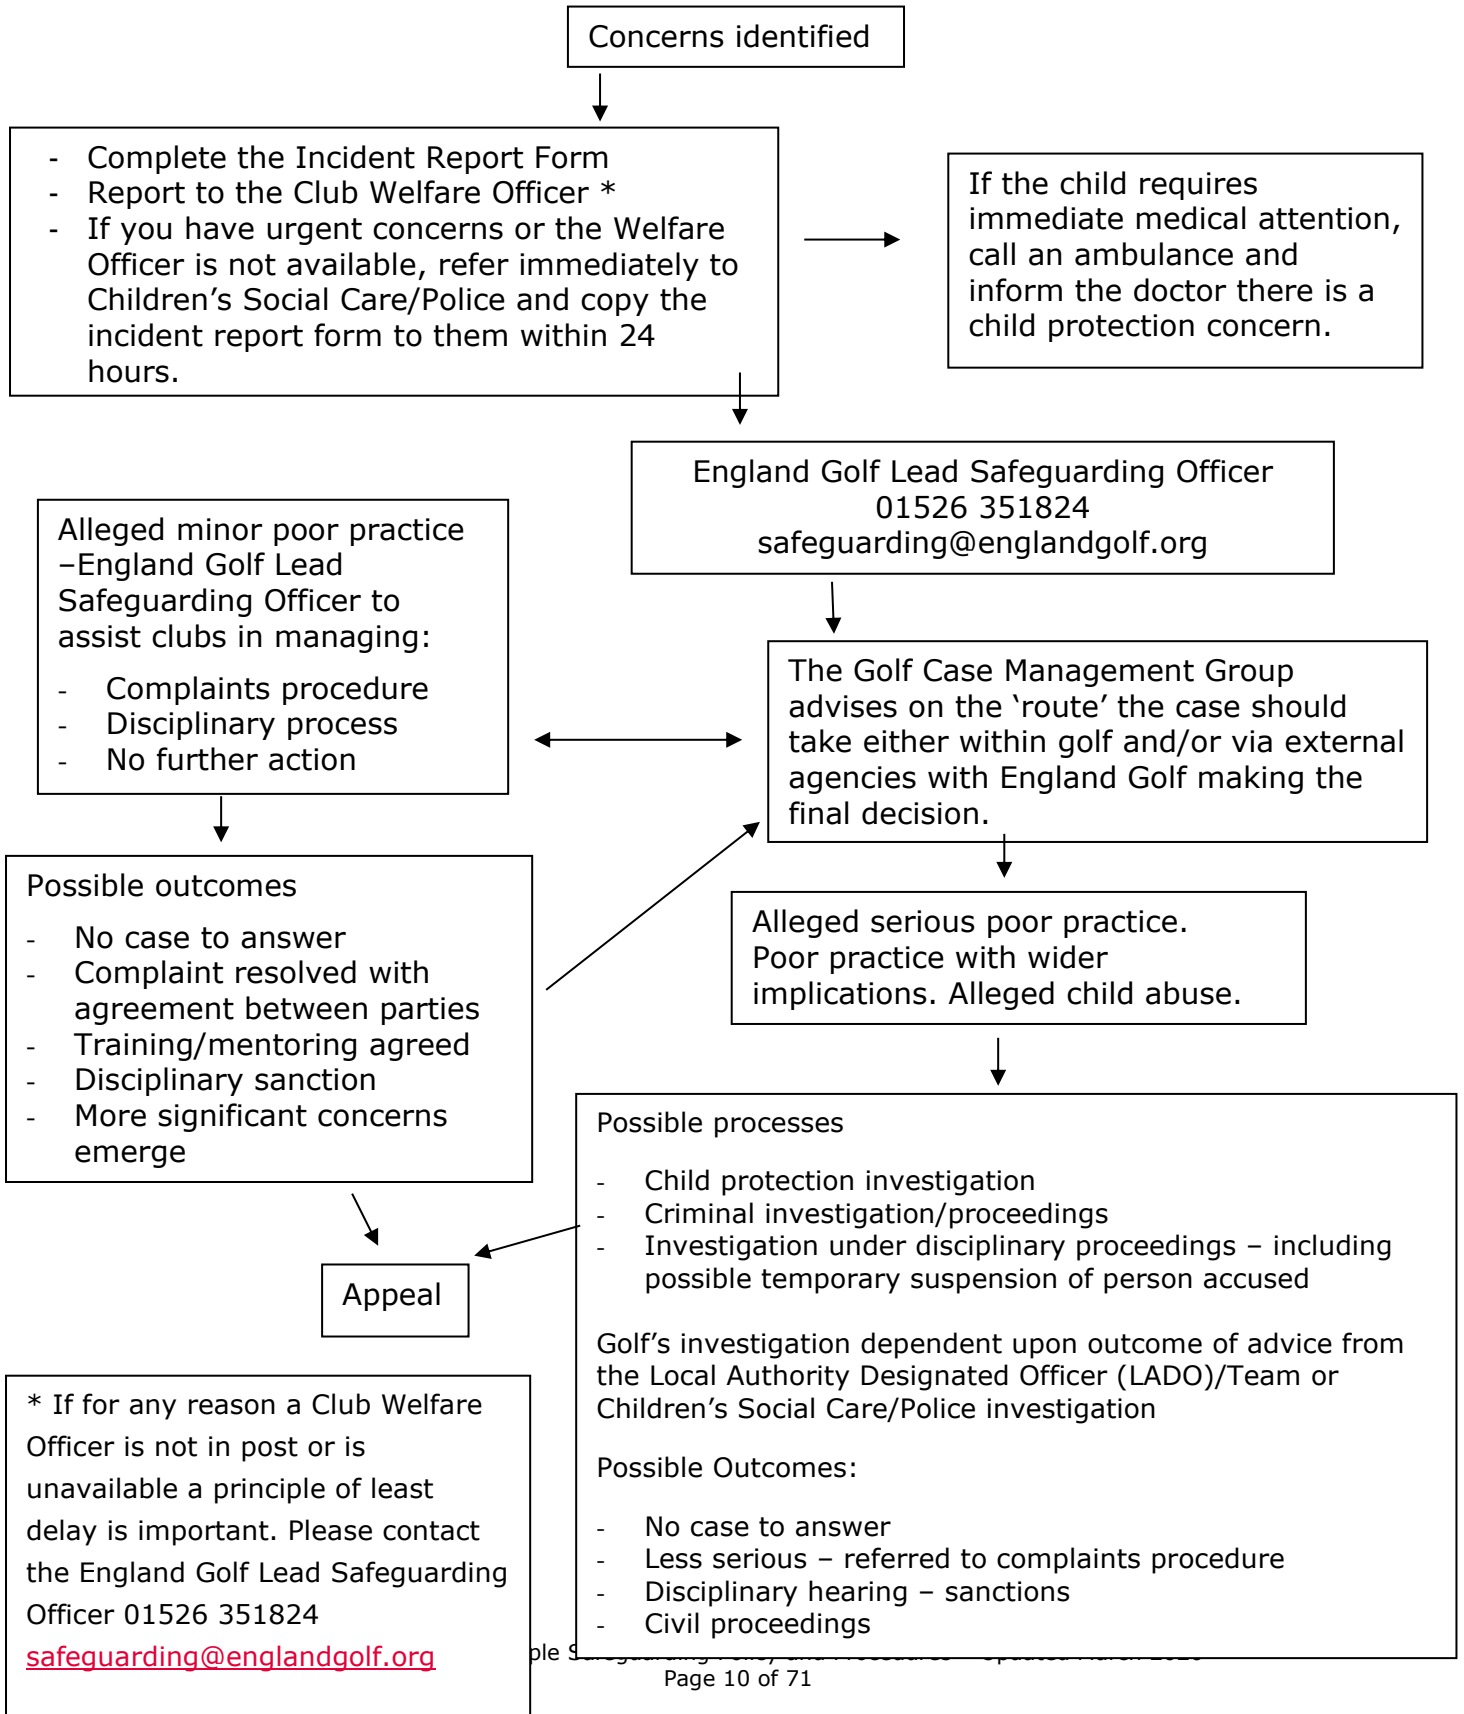 Concerns identified
- Complete the Incident Report Form
- Report to the Club Welfare Officer *
- If you have urgent concerns or the Welfare
Officer is not available, refer immediately to
Children’s Social Care/Police and copy the
incident report form to them within 24
hours.
If the child requires
immediate medical attention,
call an ambulance and
inform the doctor there is a
child protection concern.
England Golf Lead Safeguarding Officer
01526 351824
safeguarding@englandgolf.org
Alleged minor poor practice
–England Golf Lead
Safeguarding Officer to
assist clubs in managing:
- Complaints procedure
- Disciplinary process
- No further action
The Golf Case Management Group
advises on the ‘route’ the case should
take either within golf and/or via external
agencies with England Golf making the
final decision.
Possible outcomes
- No case to answer
- Complaint resolved with
agreement between parties
- Training/mentoring agreed
- Disciplinary sanction
- More significant concerns
emerge
Alleged serious poor practice.
Poor practice with wider
implications. Alleged child abuse.
Possible processes
- Child protection investigation
- Criminal investigation/proceedings
- Investigation under disciplinary proceedings – including
possible temporary suspension of person accused
Golf’s investigation dependent upon outcome of advice from
the Local Authority Designated Officer (LADO)/Team or
Children’s Social Care/Police investigation
Possible Outcomes:
- No case to answer
- Less serious – referred to complaints procedure
- Disciplinary hearing – sanctions
- Civil proceedings
Appeal
* If for any reason a Club Welfare
Officer is not in post or is
unavailable a principle of least
delay is important. Please contact
the England Golf Lead Safeguarding
Officer 01526 351824
safeguarding@englandgolf.org
Page 10 of 71